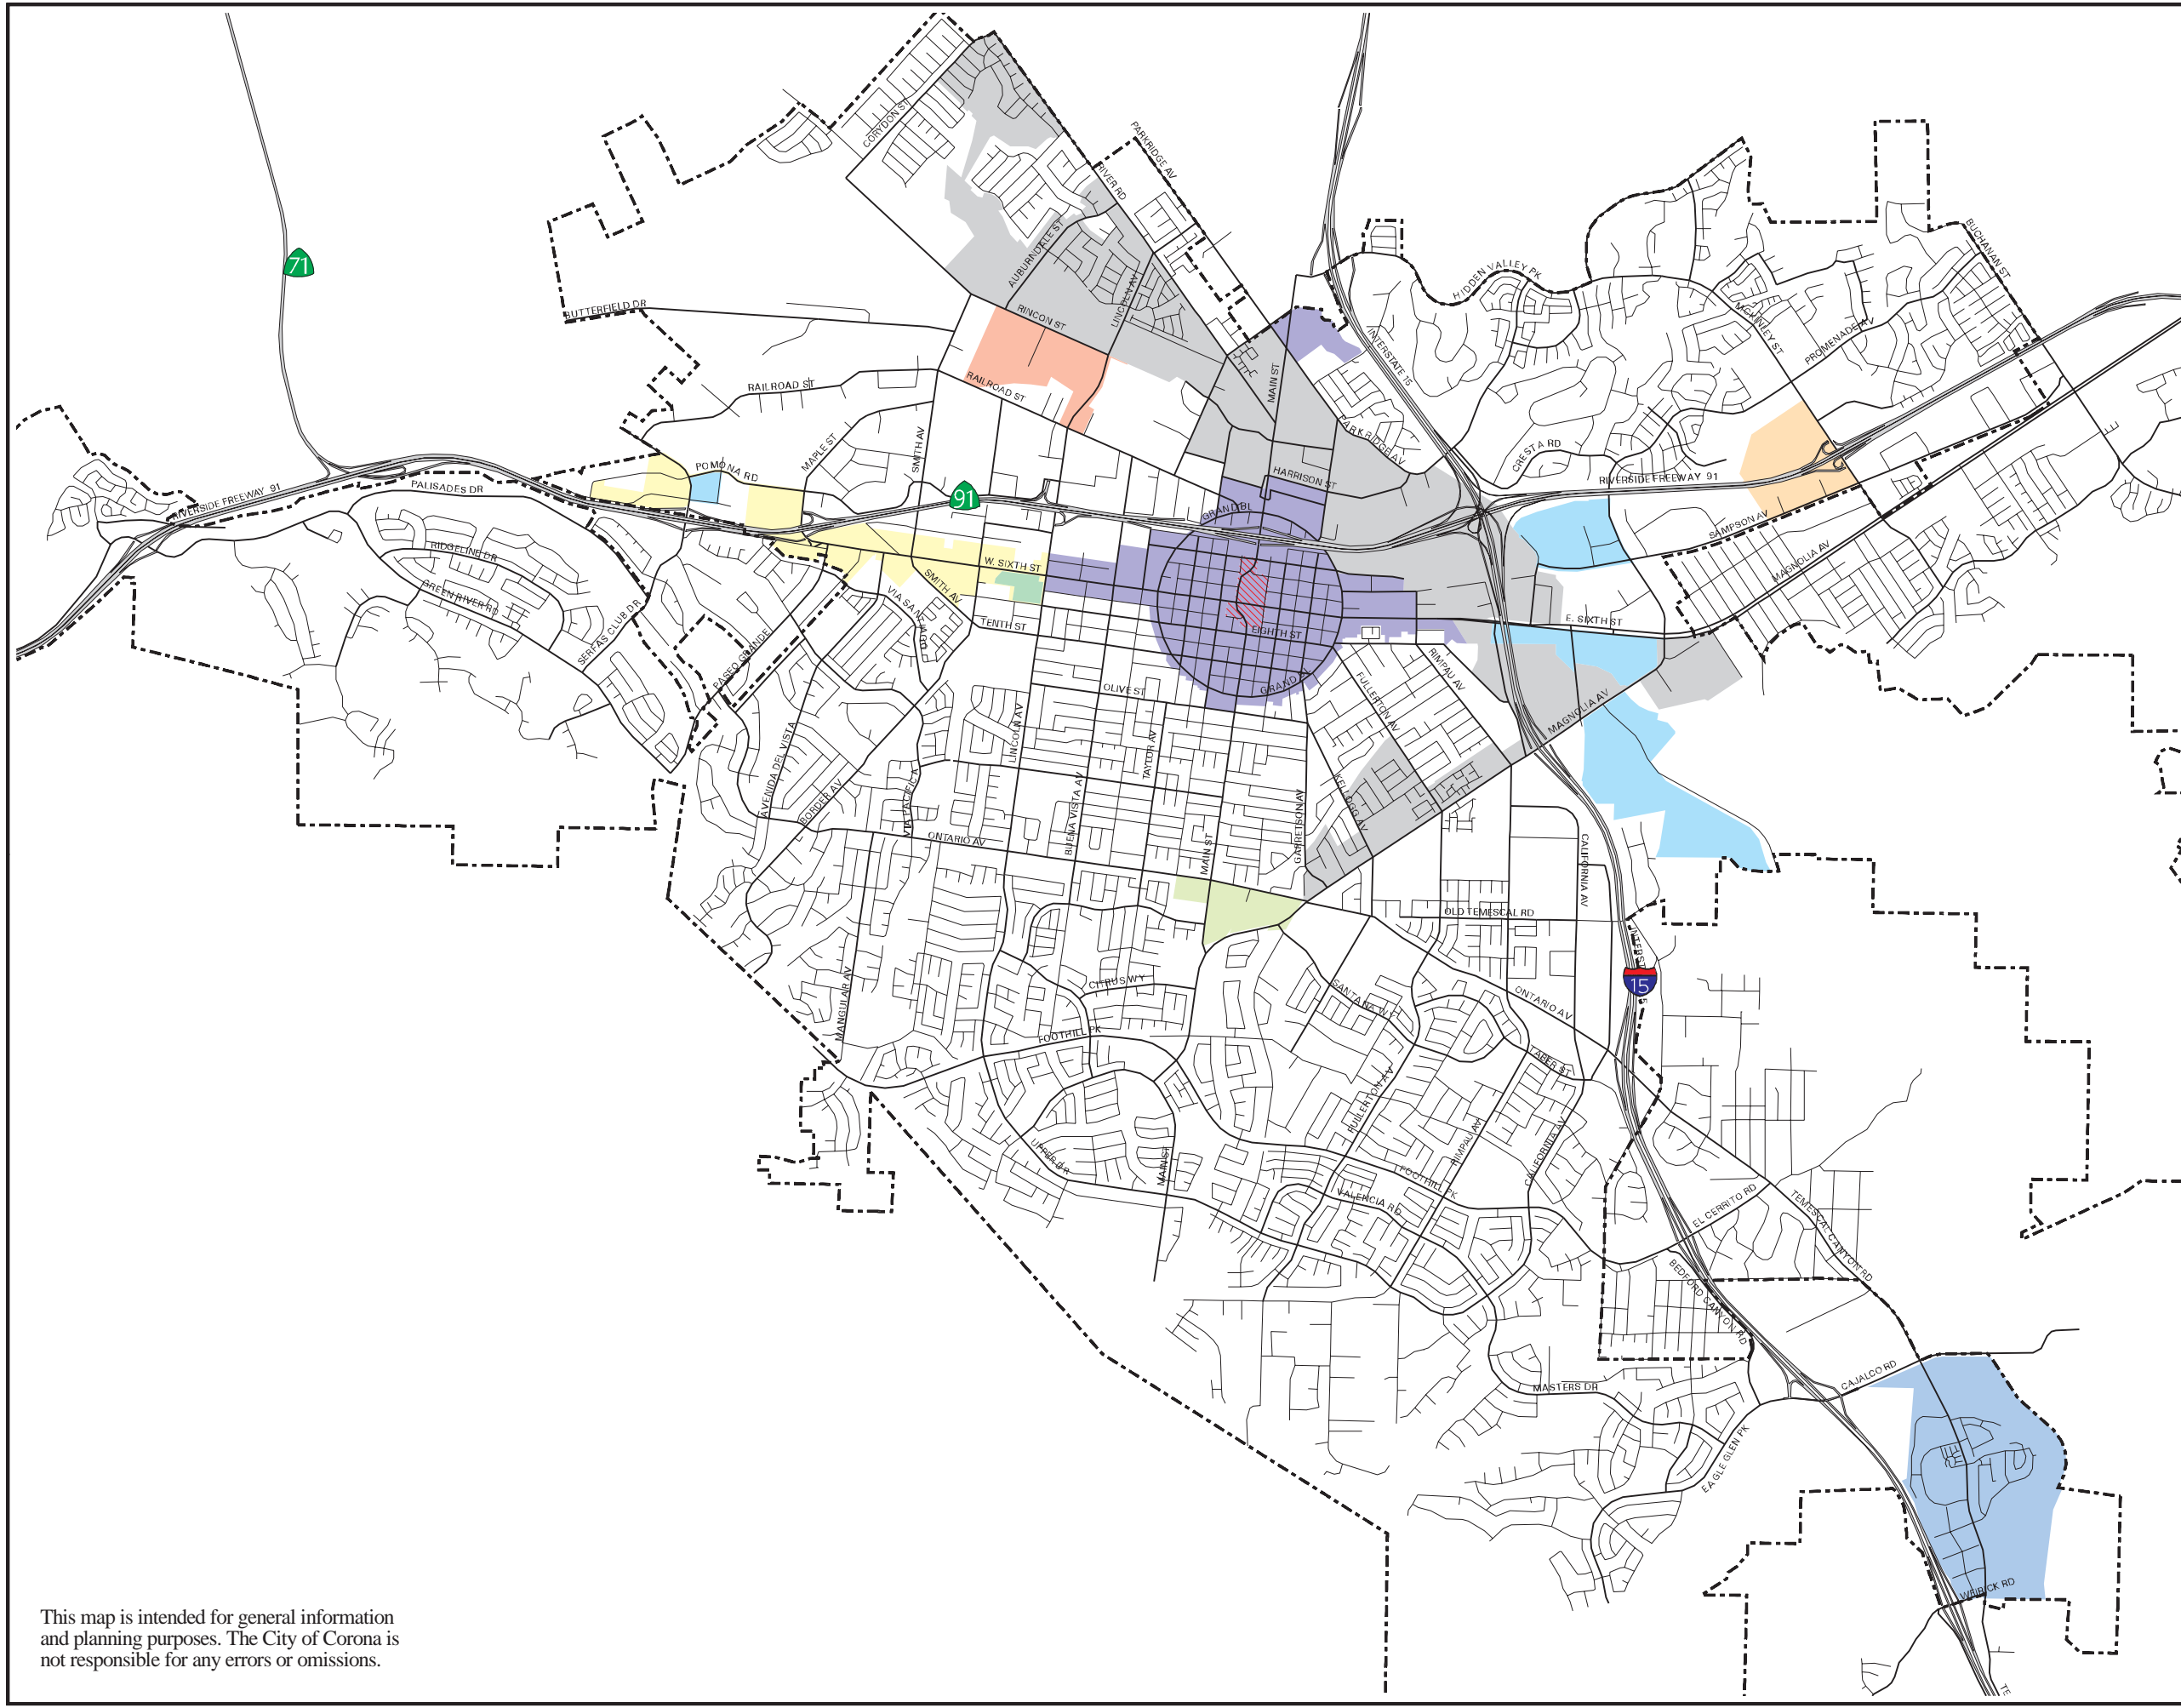 CORYDON ST
PARKRIDGE AV
RIVER RD
BUCHANAN ST
71
AUBURNDALE ST
HIDDEN VALLEY PK
BUTTERFIELD DR
RINCON ST
LINCOLN AV
MCKINLEY ST
PROMENADE AV
INTERSTATE 15
MAIN ST
RAILROAD ST
RAILROAD ST
SMITH AV
MAPLE ST
CRESTA RD
POMONA RD
HARRISON ST
RIVERSIDE FREEWAY 91
PALISADES DR
RIVERSIDE FREEWAY 91
91
GRAND BL
SAMPSON AV
MAGNOLIA AV
RIDGELINE DR
W. SIXTH ST
SMITH AV
GREEN RIVER RD
SERFAS CLUB DR
PASEO GRANDE
TENTH ST
EIGHTH ST
E. SIXTH ST
RIMPAU AV
FULLERTON AV
OLIVE ST
MAGNOLIA AV
LINCOLN AV
TAYLOR AV
AVENIDA DEL VISTA
BORDER AV
BUENA VISTA AV
KELLOGG AV
GARRETSON AV
MAIN ST
CALIFORNIA AV
ONTARIO AV
OLD TEMESCAL RD
15
MANGULAR AV
CITRUS WY
SANTANA WY
ONTARIO AV
FOOTHILL PK
TABER ST
FULLERTON AV
RIMPAU AV
CALIFORNIA AV
UPPER DR
MAIN ST
FOOTHILL PK
VALENCIA RD
EL CERRITO RD
TEMESCAL CANYON RD
BEDFORD CANYON RD
MASTERS DR
CAJALCO RD
EAGLE GLEN PK
WEIRICK RD
TE
This map is intended for general information
and planning purposes. The City of Corona is
not responsible for any errors or omissions.